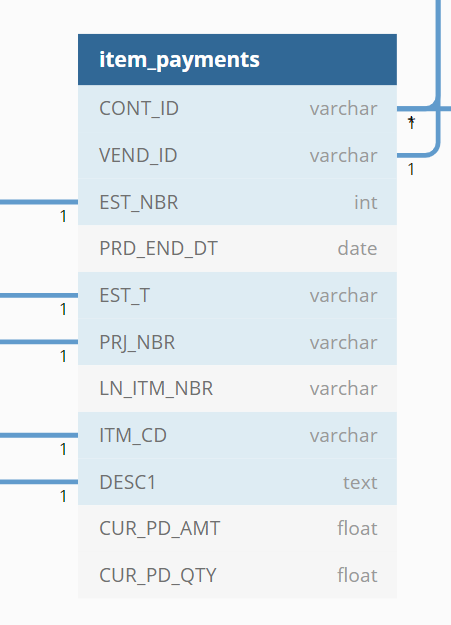 item_payments
CONT_ID varchar
*
1
VEND_ID varchar
1
EST_NBR int
1
PRD_END_DT date
EST_T varchar
1
PRJ_NBR varchar
1
LN_ITM_NBR varchar
ITM_CD varchar
1
DESC1 text
1
CUR_PD_AMT float
CUR_PD_QTY float